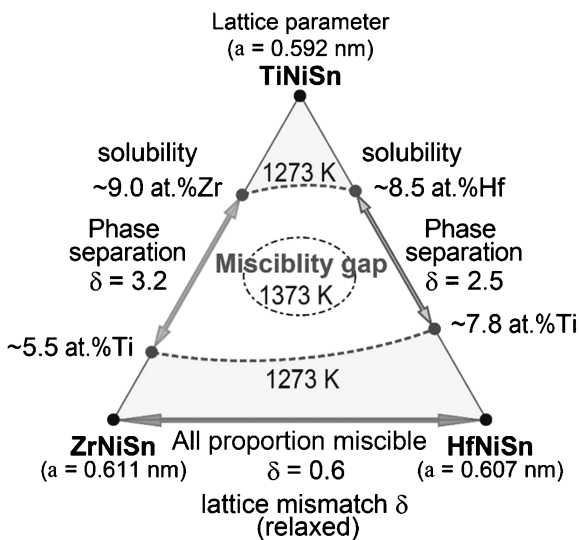 Lattice parameter
(a = 0.592 nm)
TiNiSn
solubility
~9.0 at.%Zr
1273 K
solubility
~8.5 at.%Hf
Phase
separation
δ = 3.2
Misciblity gap
1373 K
Phase
separation
δ = 2.5
~5.5 at.%Ti
~7.8 at.%Ti
1273 K
ZrNiSn
(a = 0.611 nm)
All proportion miscible
δ = 0.6
HfNiSn
(a = 0.607 nm)
lattice mismatch δ
(relaxed)